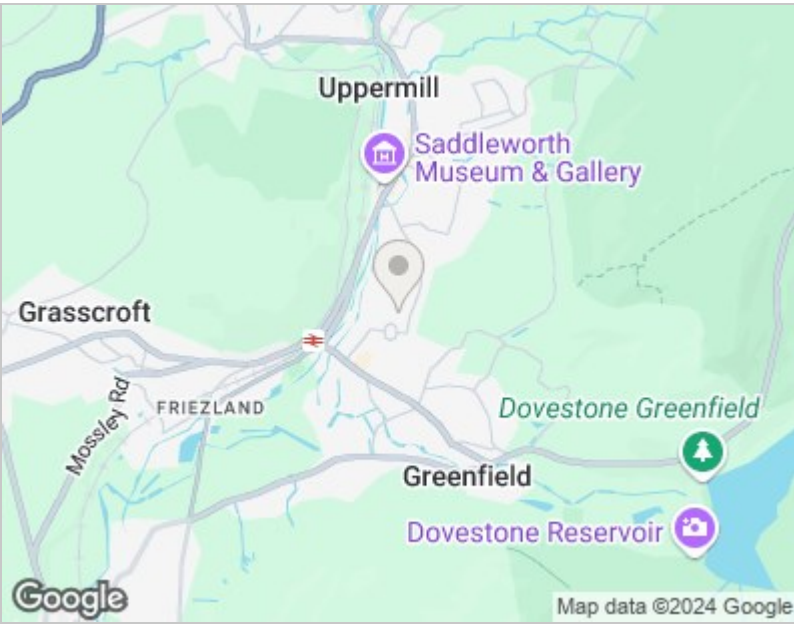 Uppermill
Saddleworth
Museum & Gallery
Grasscroft
FRIEZLAND
Mossley Rd
Dovestone Greenfield
Greenfield
Dovestone Reservoir
Google
Map data ©2024 Google